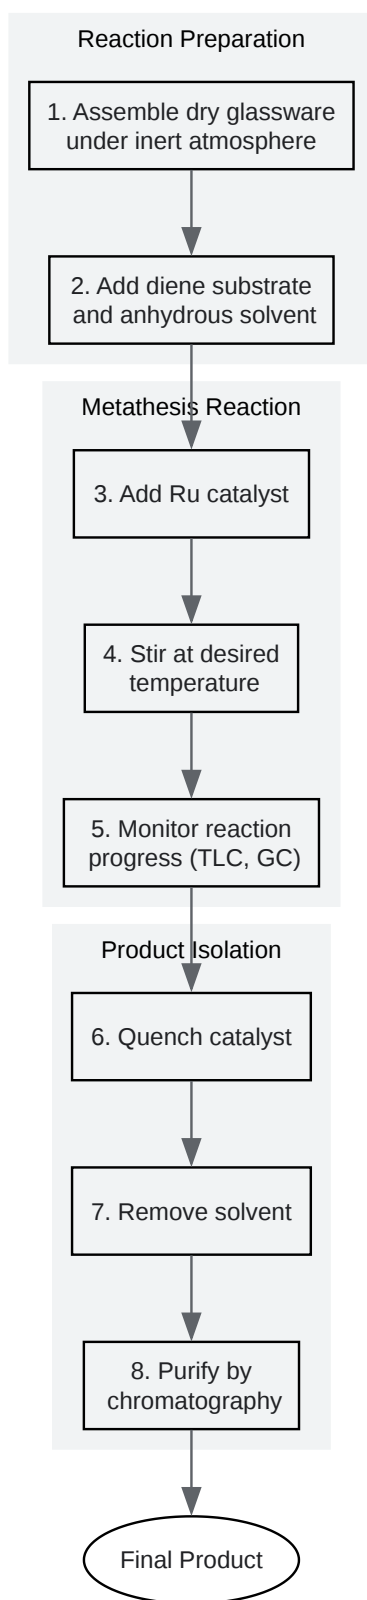 Reaction Preparation
1. Assemble dry glassware
under inert atmosphere
2. Add diene substrate
and anhydrous solvent
Metathesis Reaction
3. Add Ru catalyst
4. Stir at desired
temperature
5. Monitor reaction
progress (TLC, GC)
Product Isolation
6. Quench catalyst
7. Remove solvent
8. Purify by
chromatography
Final Product